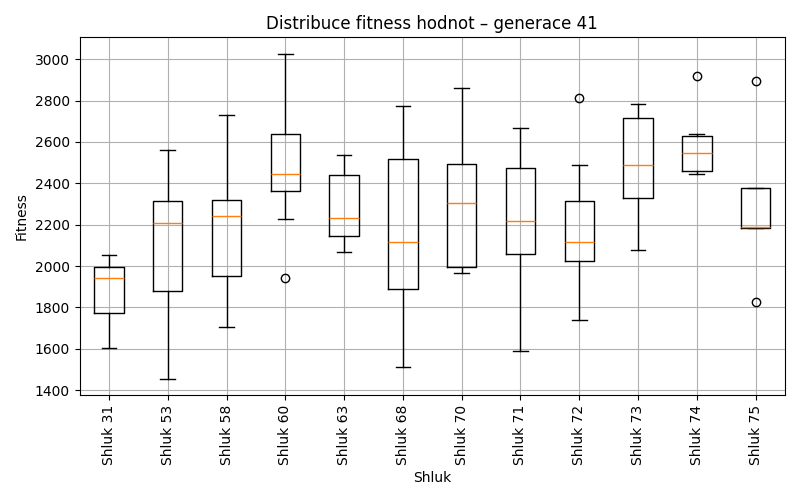 Distribuce fitness hodnot – generace 41
Fitness
3000
2800
2600
2400
2200
2000
1800
1600
1400
Shluk 31
Shluk 53
Shluk 58
Shluk 60
Shluk 63
Shluk 68
Shluk 70
Shluk 71
Shluk 72
Shluk 73
Shluk 74
Shluk 75
Shluk